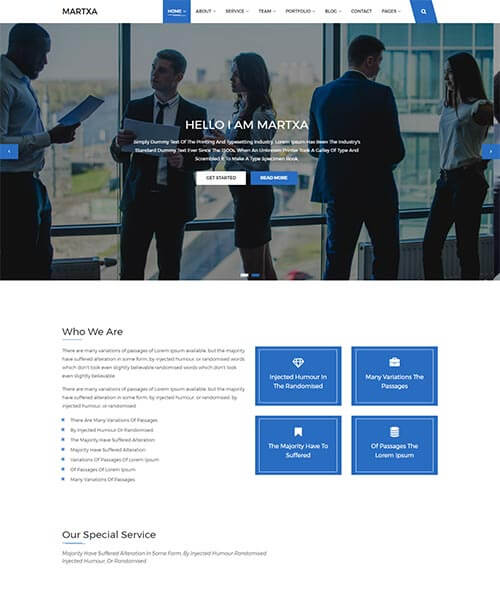 MARTXA
HOME ABOUT SERVICE TEAM PORTFOLIO BLOG CONTACT PAGES
HELLO I AM MARTXA
Simply Dummy Text Of The Printing And Typesetting Industry. Lorem Ipsum Has Been The Industry's
Standard Dummy Text Ever Since The 1500s, When An Unknown Printer Took A Galley Of Type And
Scrambled It To Make A Type Specimen Book.
GET STARTED READ MORE
Who We Are
There are many variations of passages of Lorem Ipsum available, but the majority
have suffered alteration in some form, by injected humour, or randomised words
which don't look even slightly believable randomised words which don't look
even slightly believable.
There are many variations of passages of Lorem Ipsum available, but the majority
have suffered alteration in some form, by injected humour, or randomised. by
injected humour, or randomised
There Are Many Variations Of Passages
By Injected Humour, Or Randomised
The Majority Have Suffered Alteration
Majority Have Suffered Alteration
Variations Of Passages Of Lorem Ipsum
Of Passages Of Lorem Ipsum
Many Variations Of Passages
Injected Humour In
The Randomised
Many Variations The
Passages
The Majority Have To
Suffered
Of Passages The
Lorem Ipsum
Our Special Service
Majority Have Suffered Alteration In Some Form, By Injected Humour Randomised
Injected Humour, Or Randomised